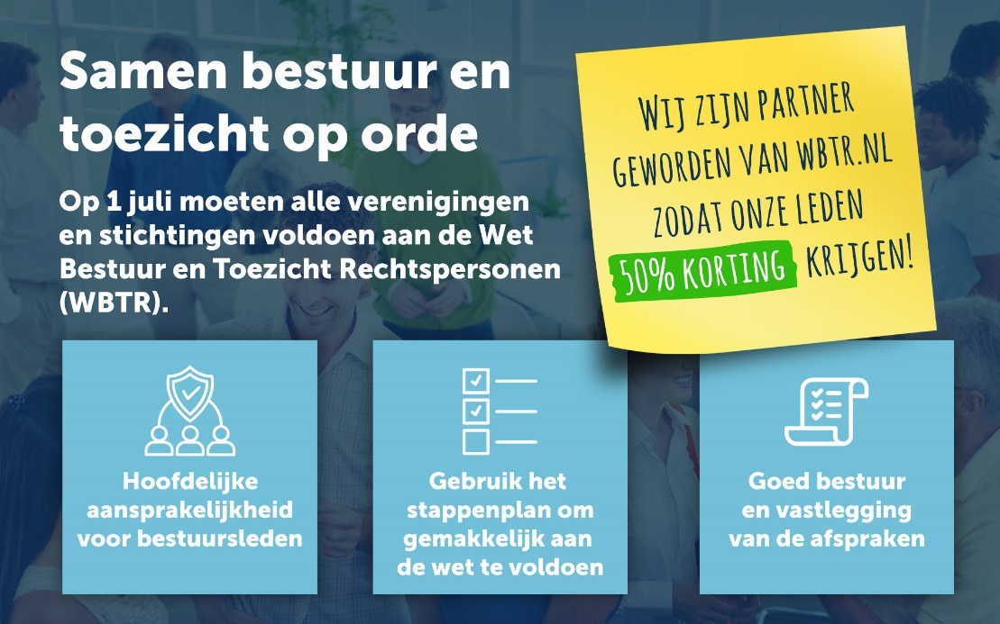 Samen bestuur en
toezicht op orde
Op 1 juli moeten alle verenigingen
en stichtingen voldoen aan de Wet
Bestuur en Toezicht Rechtspersonen
(WBTR).
WIJ ZIJN PARTNER
GEWORDEN VAN WBTR.NL
ZODAT ONZE LEDEN
50% KORTING KRIJGEN!
Hoofdelijke
aansprakelijkheid
voor bestuursleden
Gebruik het
stappenplan om
gemakkelijk aan
de wet te voldoen
Goed bestuur
en vastlegging
van de afspraken